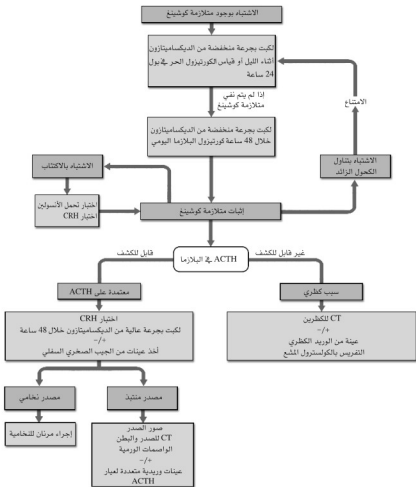 الاشتباه بوجود متلازمة كوشينغ
لكبت بجرعة منخفضة من الديكساميتازون
أثناء الليل أو قياس الكورتيزول الحر في بول
24 ساعة
إذا لم يتم نفي
متلازمة كوشينغ
الامتناع
لكبت بجرعة منخفضة من الديكساميتازون
خلال 48 ساعة كورتيزول البلازما اليومي
الاشتباه بالاكتئاب
الاشتباه بتناول
الكحول الزائد
اختبار تحمل الأنسولين
اختبار CRH
إثبات متلازمة كوشينغ
قابل للكشف
ACTH في البلازما
غير قابل للكشف
معتمدة على ACTH
سبب كظري
اختبار CRH
لكبت بجرعة عالية من الديكساميتازون خلال 48 ساعة
-/+
أخذ عينات من الجيب الصخري السفلي
CT للكظرين
-/+
عينة من الوريد الكظري
التفريس بالكولسترول المشع
مصدر نخامي
مصدر منتبذ
إجراء مرنان للنخامية
صور الصدر
CT للصدر والبطن
الواصمات الورمية
-/+
عينات وريدية متعددة لعيار
ACTH